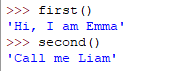 >>> first()
'Hi, I am Emma'
>>> second()
'Call me Liam'